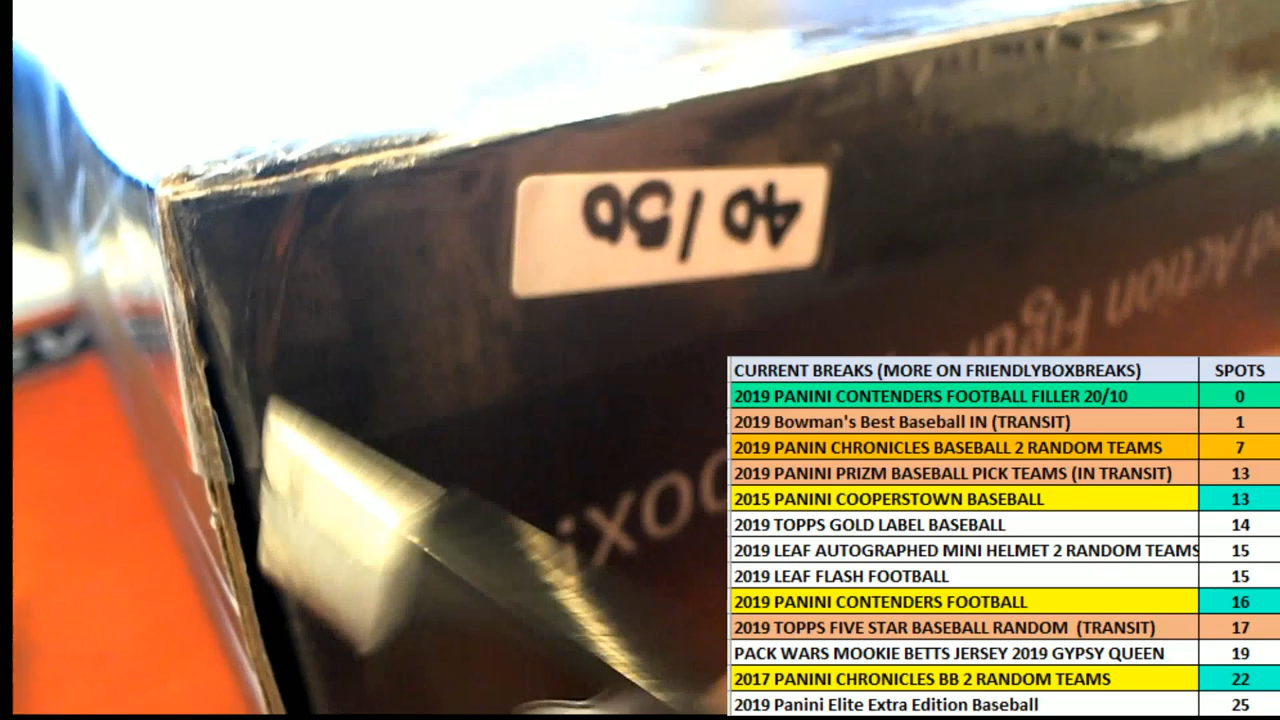 40/50
Action Figu
CURRENT BREAKS (MORE ON FRIENDLYBOXBREAKS) SPOTS
2019 PANINI CONTENDERS FOOTBALL FILLER 20/10 0
2019 Bowman's Best Baseball IN (TRANSIT) 1
2019 PANIN CHRONICLES BASEBALL 2 RANDOM TEAMS 7
2019 PANINI PRIZM BASEBALL PICK TEAMS (IN TRANSIT) 13
2015 PANINI COOPERSTOWN BASEBALL 13
2019 TOPPS GOLD LABEL BASEBALL 14
2019 LEAF AUTOGRAPHED MINI HELMET 2 RANDOM TEAMS 15
2019 LEAF FLASH FOOTBALL 15
2019 PANINI CONTENDERS FOOTBALL 16
2019 TOPPS FIVE STAR BASEBALL RANDOM (TRANSIT) 17
PACK WARS MOOKIE BETTS JERSEY 2019 GYPSY QUEEN 19
2017 PANINI CHRONICLES BB 2 RANDOM TEAMS 22
2019 Panini Elite Extra Edition Baseball 25